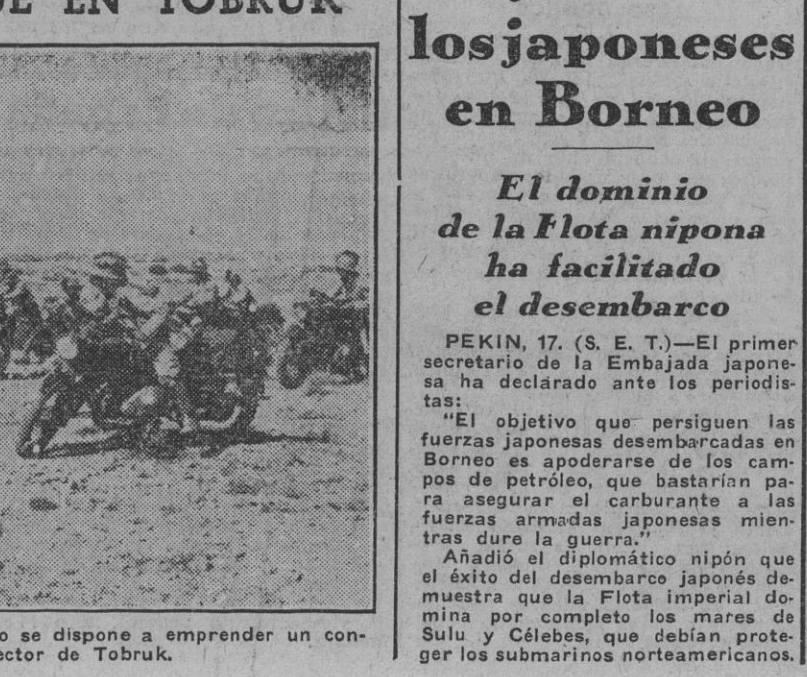 EN TOBRUK
o se dispone a emprender un con-
ector de Tobruk.
los japoneses
en Borneo
El dominio
de la Flota nipona
ha facilitado
el desembarco
PEKIN, 17. (S. E. T.)—El primer
secretario de la Embajada japone-
sa ha declarado ante los periodis-
tas:
"El objetivo que persiguen las
fuerzas japonesas desembarcadas en
Borneo es apoderarse de los cam-
pos de petróleo, que bastarían pa-
ra asegurar el carburante a las
fuerzas armadas japonesas mien-
tras dure la guerra."
Añadió el diplomático nipón que
el éxito del desembarco japonés de-
muestra que la Flota imperial do-
mina por completo los mares de
Sulu y Célebes, que debían prote-
ger los submarinos norteamericanos.